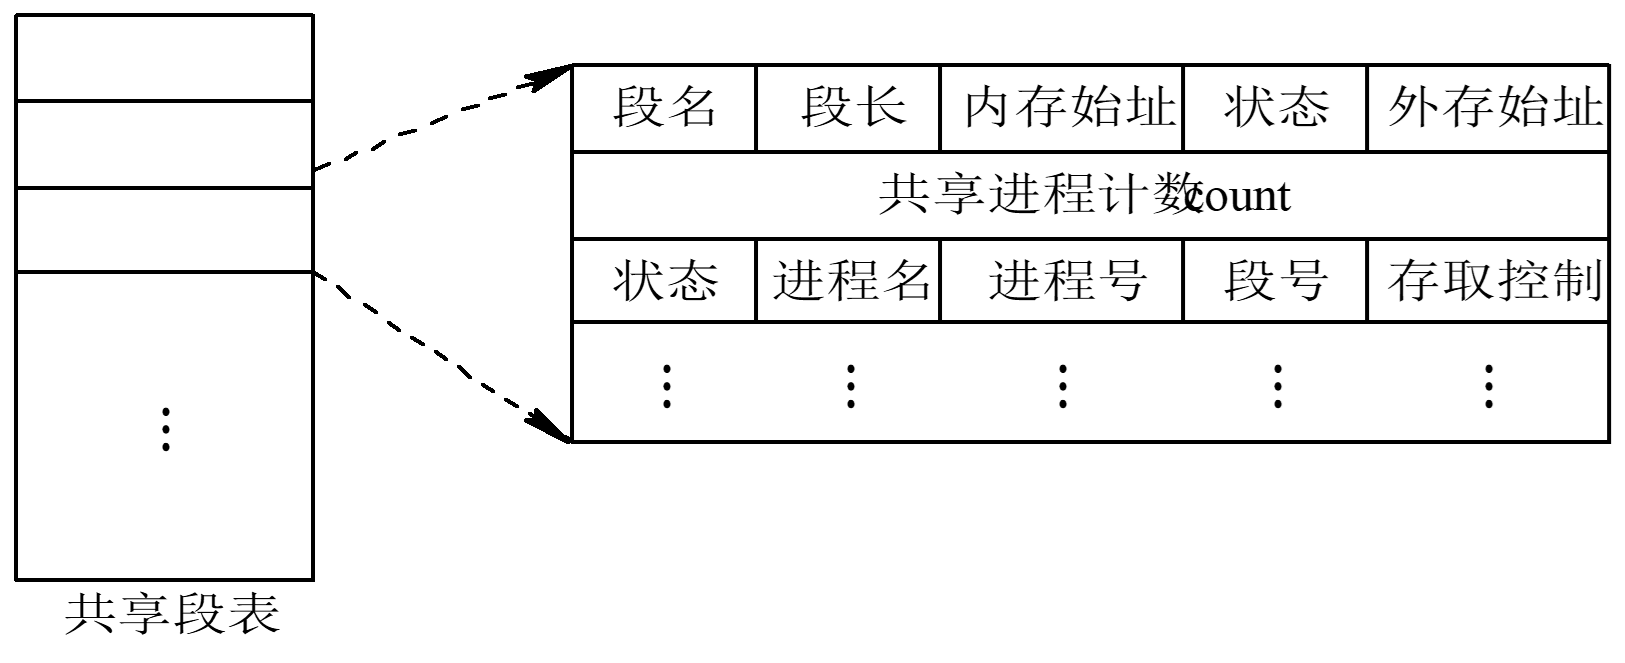 段名 段长 内存始址 状态 外存始址
共享进程计数count
状态 进程名 进程号 段号 存取控制
共享段表